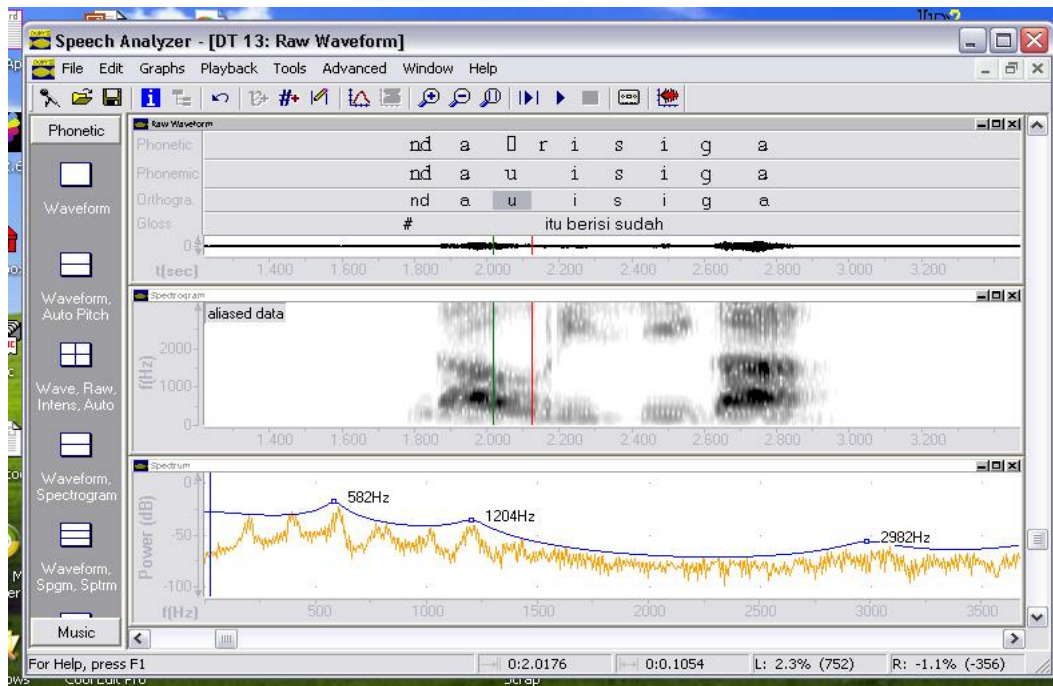 Speech Analyzer - [DT 13: Raw Waveform]
File Edit Graphs Playback Tools Advanced Window Help
Phonetic
Waveform
Waveform,
Auto Pitch
Wave, Raw,
Intens, Auto
Waveform,
Spectrogram
Waveform,
Spgm, Sptrm
Music
Raw Waveform
Phonetic nd a r i s i g a
Phonemic nd a u i s i g a
Orthogra. nd a u i s i g a
Gloss # itu berisi sudah
0
t(sec) 1.400 1.600 1.800 2.000 2.200 2.400 2.600 2.800 3.000 3.200
Spectrogram
aliased data
f(Hz)
2000
1000
0
1.400 1.600 1.800 2.000 2.200 2.400 2.600 2.800 3.000 3.200
Spectrum
Power (dB)
0
-50
-100
582Hz
1204Hz
2982Hz
f(Hz) 500 1000 1500 2000 2500 3000 3500
For Help, press F1 0:2.0176 0:0.1054 L: 2.3% (752) R: -1.1% (-356)
Scrap